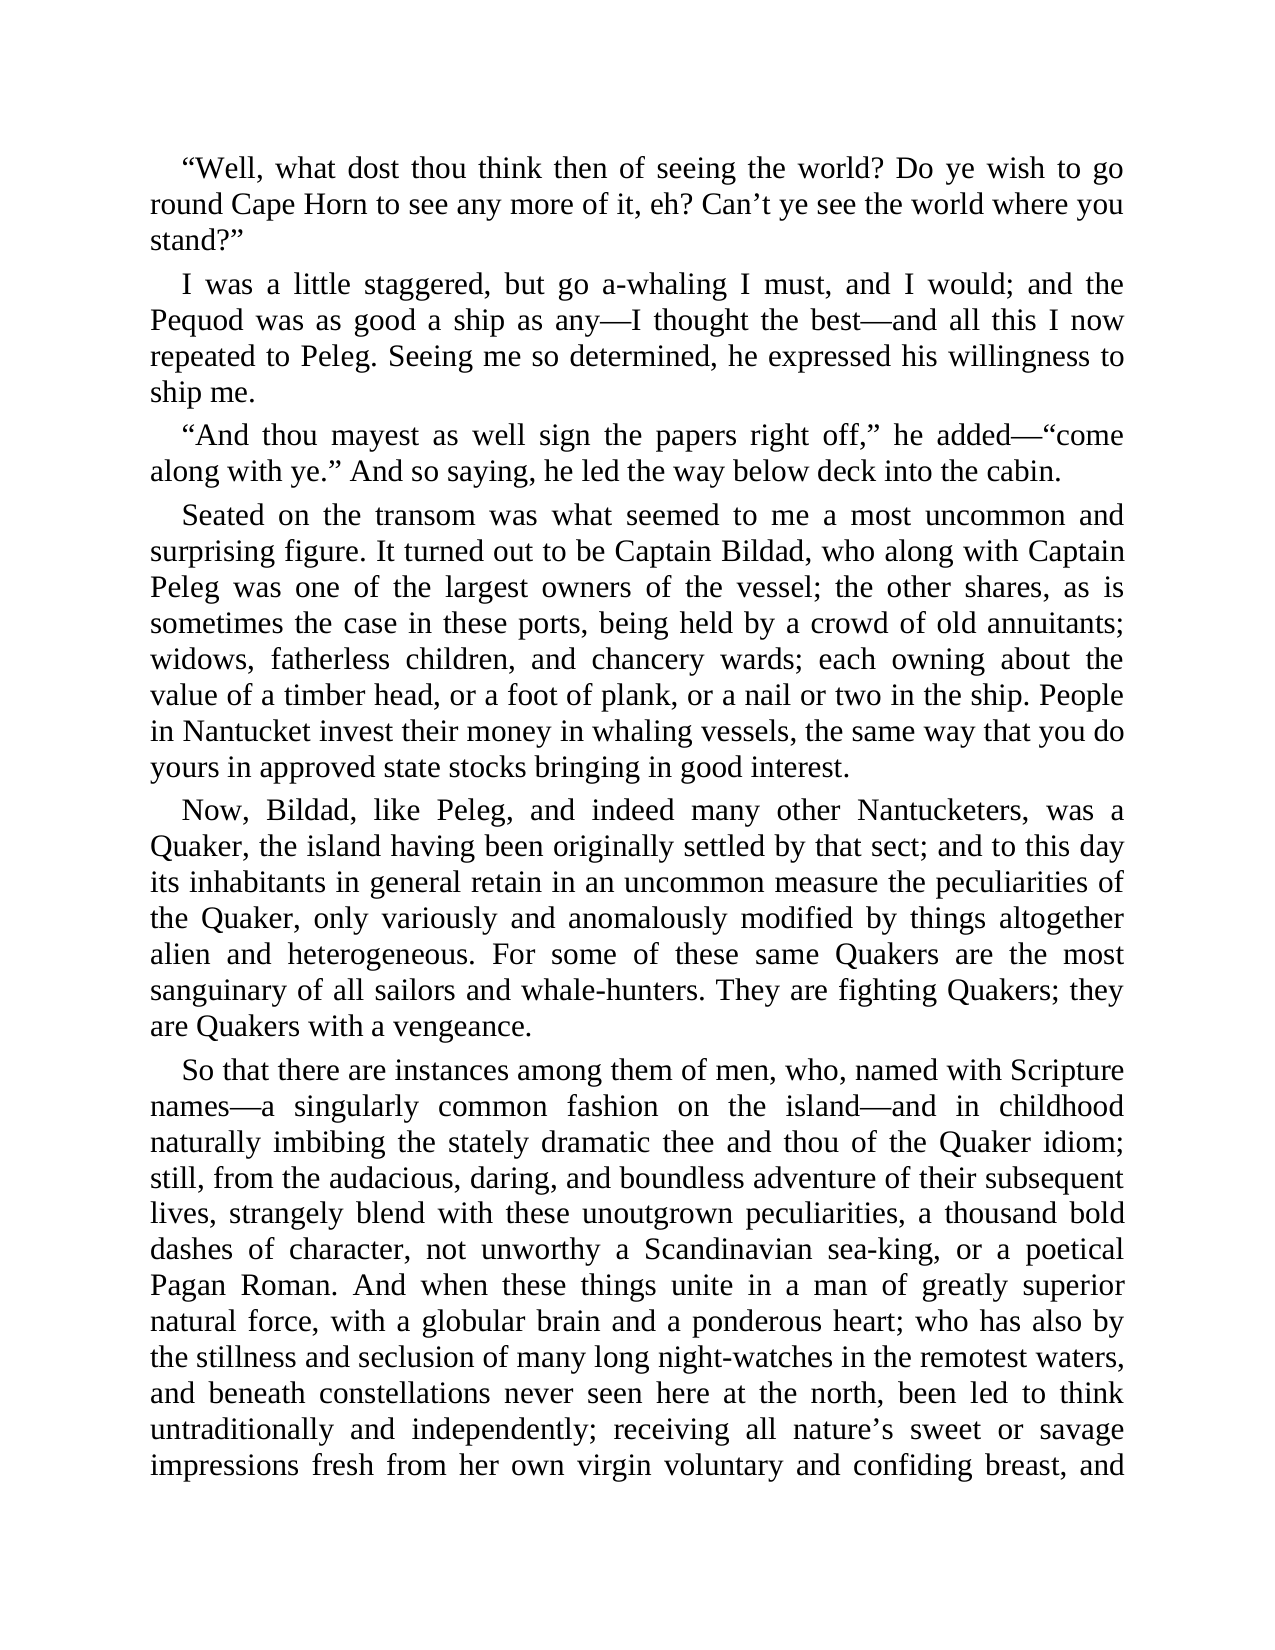 “Well, what dost thou think then of seeing the world? Do ye wish to go
round Cape Horn to see any more of it, eh? Can’t ye see the world where you
stand?”
I was a little staggered, but go a-whaling I must, and I would; and the
Pequod was as good a ship as any—I thought the best—and all this I now
repeated to Peleg. Seeing me so determined, he expressed his willingness to
ship me.
“And thou mayest as well sign the papers right off,” he added—“come
along with ye.” And so saying, he led the way below deck into the cabin.
Seated on the transom was what seemed to me a most uncommon and
surprising figure. It turned out to be Captain Bildad, who along with Captain
Peleg was one of the largest owners of the vessel; the other shares, as is
sometimes the case in these ports, being held by a crowd of old annuitants;
widows, fatherless children, and chancery wards; each owning about the
value of a timber head, or a foot of plank, or a nail or two in the ship. People
in Nantucket invest their money in whaling vessels, the same way that you do
yours in approved state stocks bringing in good interest.
Now, Bildad, like Peleg, and indeed many other Nantucketers, was a
Quaker, the island having been originally settled by that sect; and to this day
its inhabitants in general retain in an uncommon measure the peculiarities of
the Quaker, only variously and anomalously modified by things altogether
alien and heterogeneous. For some of these same Quakers are the most
sanguinary of all sailors and whale-hunters. They are fighting Quakers; they
are Quakers with a vengeance.
So that there are instances among them of men, who, named with Scripture
names—a singularly common fashion on the island—and in childhood
naturally imbibing the stately dramatic thee and thou of the Quaker idiom;
still, from the audacious, daring, and boundless adventure of their subsequent
lives, strangely blend with these unoutgrown peculiarities, a thousand bold
dashes of character, not unworthy a Scandinavian sea-king, or a poetical
Pagan Roman. And when these things unite in a man of greatly superior
natural force, with a globular brain and a ponderous heart; who has also by
the stillness and seclusion of many long night-watches in the remotest waters,
and beneath constellations never seen here at the north, been led to think
untraditionally and independently; receiving all nature’s sweet or savage
impressions fresh from her own virgin voluntary and confiding breast, and